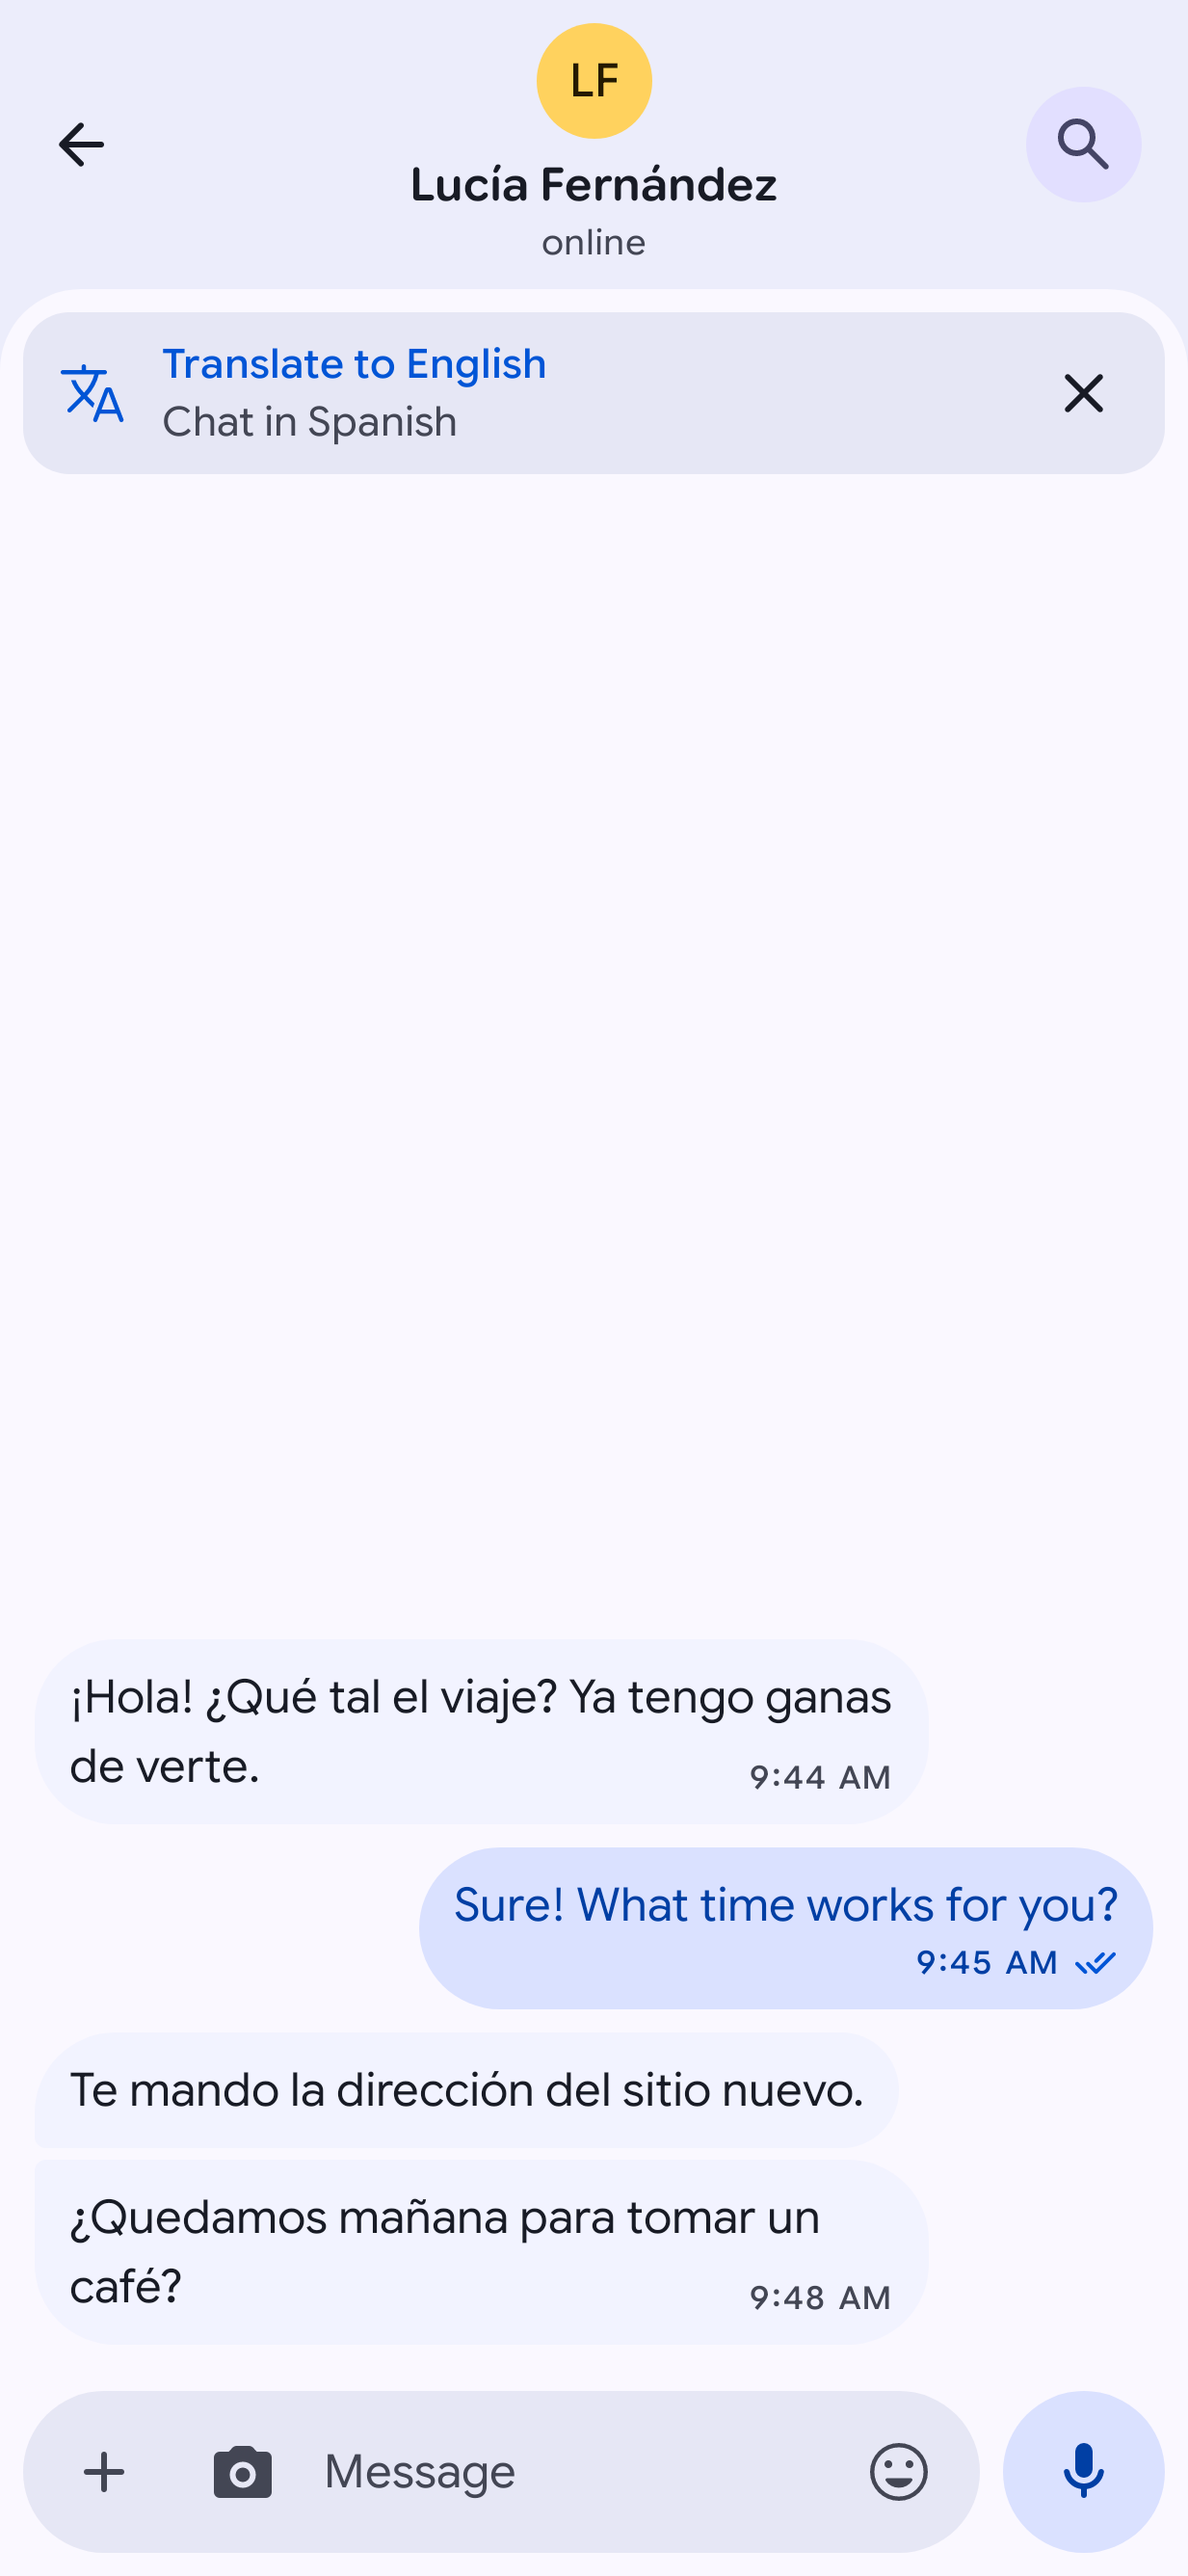 LF
Lucía Fernández
online
Translate to English
Chat in Spanish
¡Hola! ¿Qué tal el viaje? Ya tengo ganas
de verte.
9:44 AM
Sure! What time works for you?
9:45 AM
Te mando la dirección del sitio nuevo.
¿Quedamos mañana para tomar un
café?
9:48 AM
Message